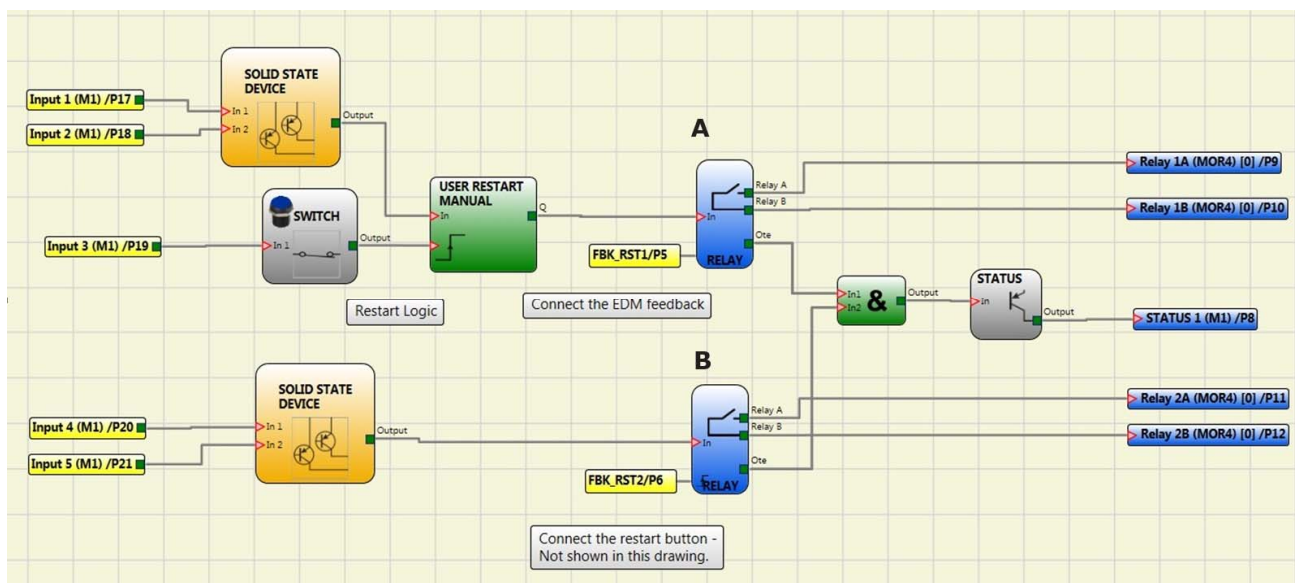 SOLID STATE
DEVICE
Input 1 (M1) /P17
In 1
Output
Input 2 (M1) /P18
In 2
A
Relay 1A (MOR4) [0] /P9
USER RESTART
MANUAL
Relay A
Relay B
Relay 1B (MOR4) [0] /P10
SWITCH
In
Q
In
Input 3 (M1) /P19
In 1
Output
Ote
FBK_RST1/P5
RELAY
Restart Logic
Connect the EDM feedback
In1
In2
&
Output
STATUS
In
Output
STATUS 1 (M1) /P8
B
SOLID STATE
DEVICE
Relay 2A (MOR4) [0] /P11
Relay A
Relay B
Input 4 (M1) /P20
In 1
Output
In
Relay 2B (MOR4) [0] /P12
Input 5 (M1) /P21
In 2
Ote
FBK_RST2/P6
RELAY
Connect the restart button -
Not shown in this drawing.